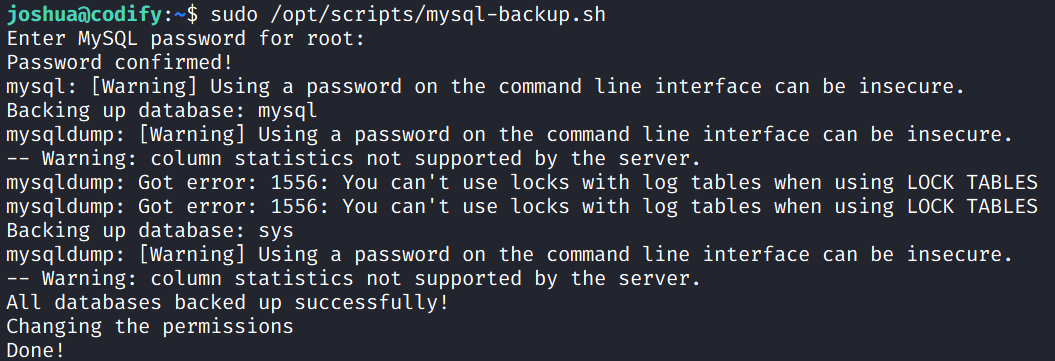 joshua@codify:~$ sudo /opt/scripts/mysql-backup.sh
Enter MySQL password for root:
Password confirmed!
mysql: [Warning] Using a password on the command line interface can be insecure.
Backing up database: mysql
mysqldump: [Warning] Using a password on the command line interface can be insecure.
-- Warning: column statistics not supported by the server.
mysqldump: Got error: 1556: You can't use locks with log tables when using LOCK TABLES
mysqldump: Got error: 1556: You can't use locks with log tables when using LOCK TABLES
Backing up database: sys
mysqldump: [Warning] Using a password on the command line interface can be insecure.
-- Warning: column statistics not supported by the server.
All databases backed up successfully!
Changing the permissions
Done!